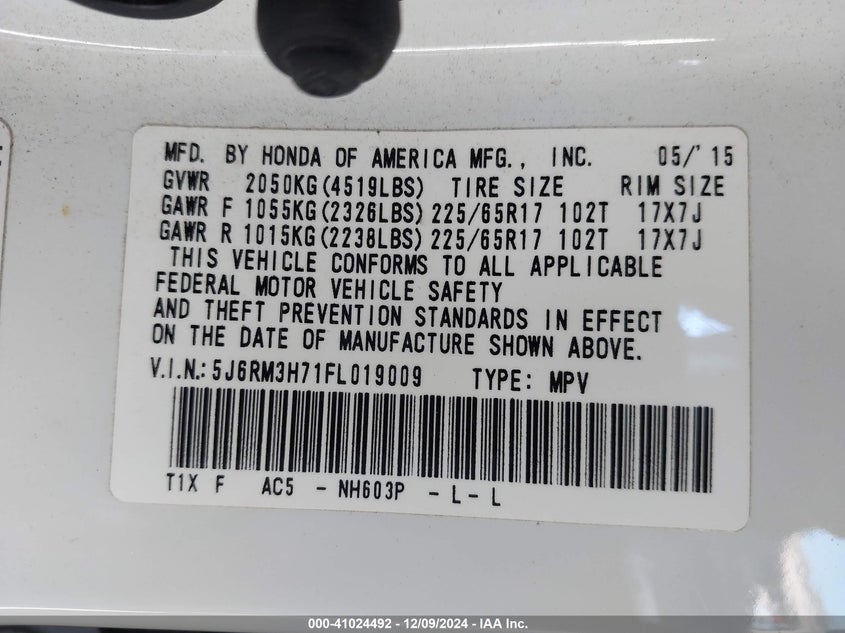 MFD. BY HONDA OF AMERICA MFG., INC. 05/'15
GVWR 2050KG(4519LBS) TIRE SIZE RIM SIZE
GAWR F 1055KG(2326LBS) 225/65R17 102T 17X7J
GAWR R 1015KG(2238LBS) 225/65R17 102T 17X7J
THIS VEHICLE CONFORMS TO ALL APPLICABLE
FEDERAL MOTOR VEHICLE SAFETY
AND THEFT PREVENTION STANDARDS IN EFFECT
ON THE DATE OF MANUFACTURE SHOWN ABOVE.
V.I.N.:5J6RM3H71FL019009 TYPE: MPV
T1X F AC5 - NH603P - L- L
000-41024492 - 12/09/2024 - IAA Inc.